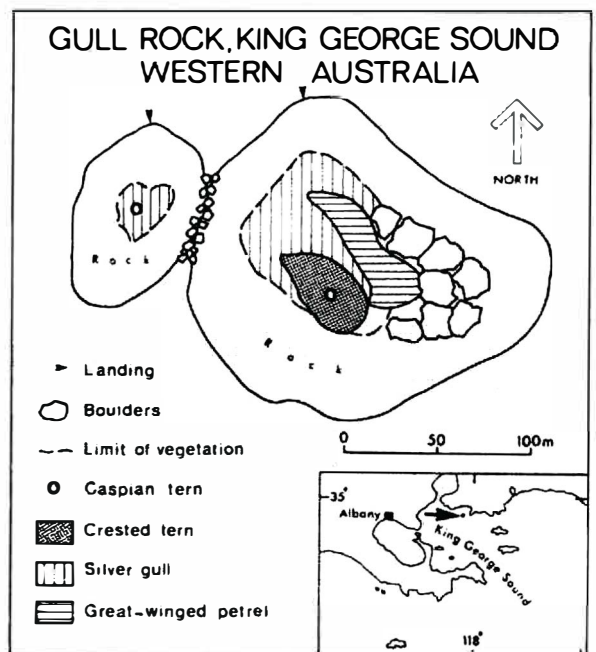 GULL ROCK, KING GEORGE SOUND
WESTERN AUSTRALIA
NORTH
Rock
Rock
Landing
Boulders
Limit of vegetation
Caspian tern
Crested tern
Silver gull
Great-winged petrel
0 50 100m
35°
Albany
King George Sound
118°